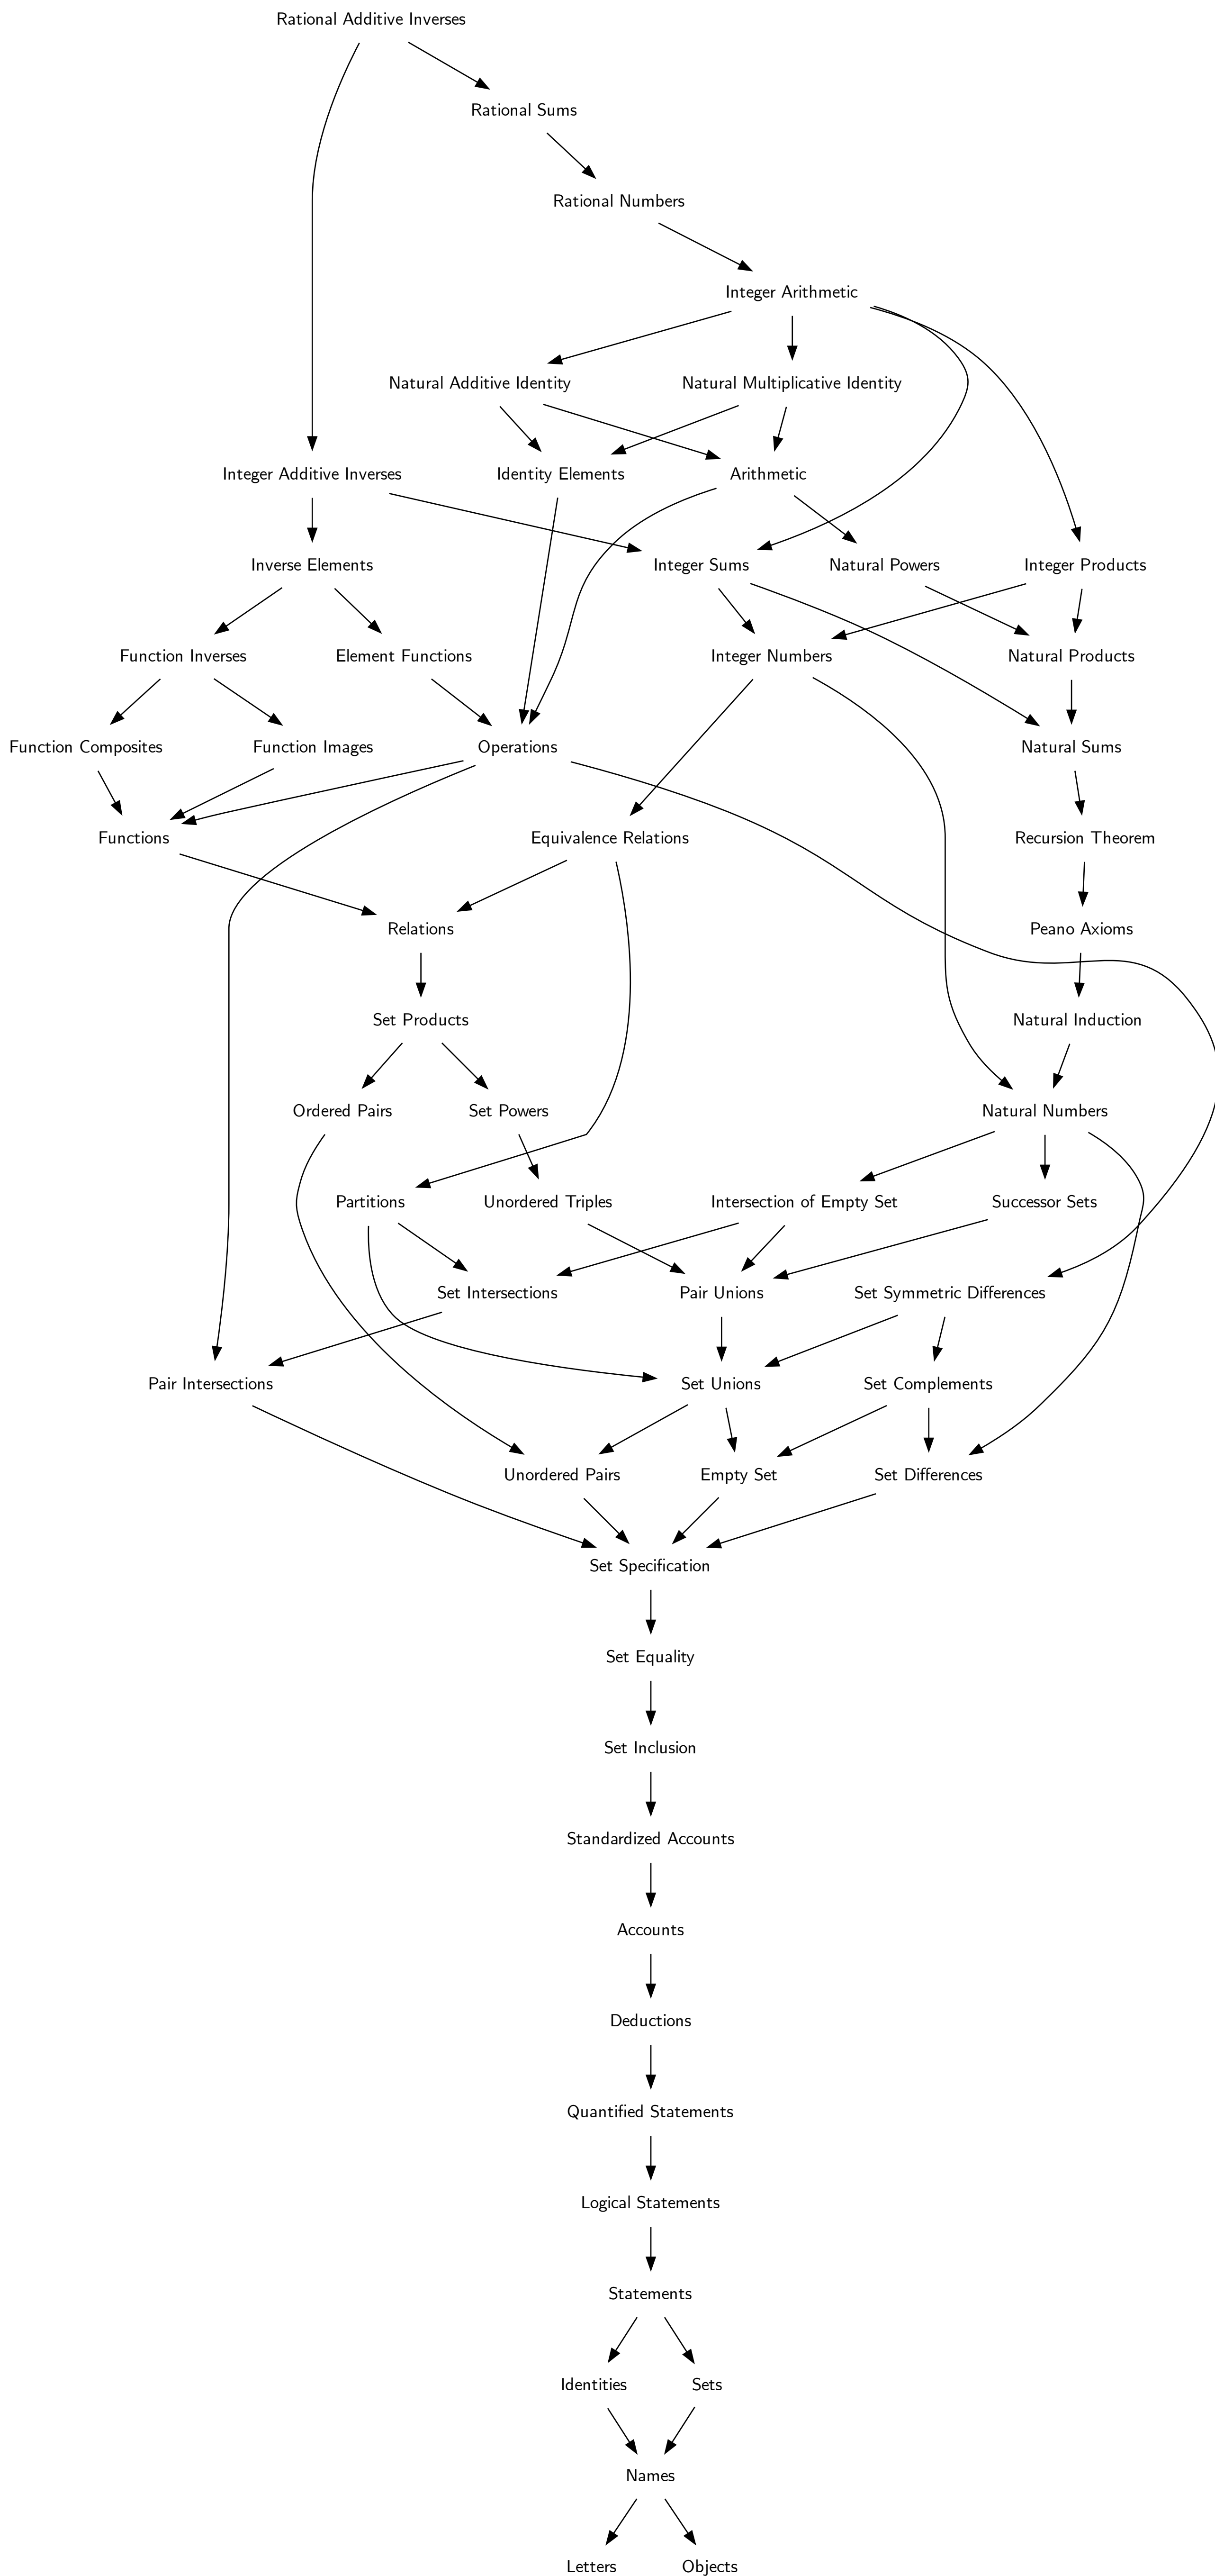 Rational Additive Inverses
Rational Sums
Rational Numbers
Integer Arithmetic
Natural Additive Identity
Natural Multiplicative Identity
Integer Additive Inverses
Identity Elements
Arithmetic
Inverse Elements
Integer Sums
Natural Powers
Integer Products
Function Inverses
Element Functions
Integer Numbers
Natural Products
Function Composites
Function Images
Operations
Natural Sums
Functions
Equivalence Relations
Recursion Theorem
Relations
Peano Axioms
Set Products
Natural Induction
Ordered Pairs
Set Powers
Natural Numbers
Partitions
Unordered Triples
Intersection of Empty Set
Successor Sets
Set Intersections
Pair Unions
Set Symmetric Differences
Pair Intersections
Set Unions
Set Complements
Unordered Pairs
Empty Set
Set Differences
Set Specification
Set Equality
Set Inclusion
Standardized Accounts
Accounts
Deductions
Quantified Statements
Logical Statements
Statements
Identities
Sets
Names
Letters
Objects